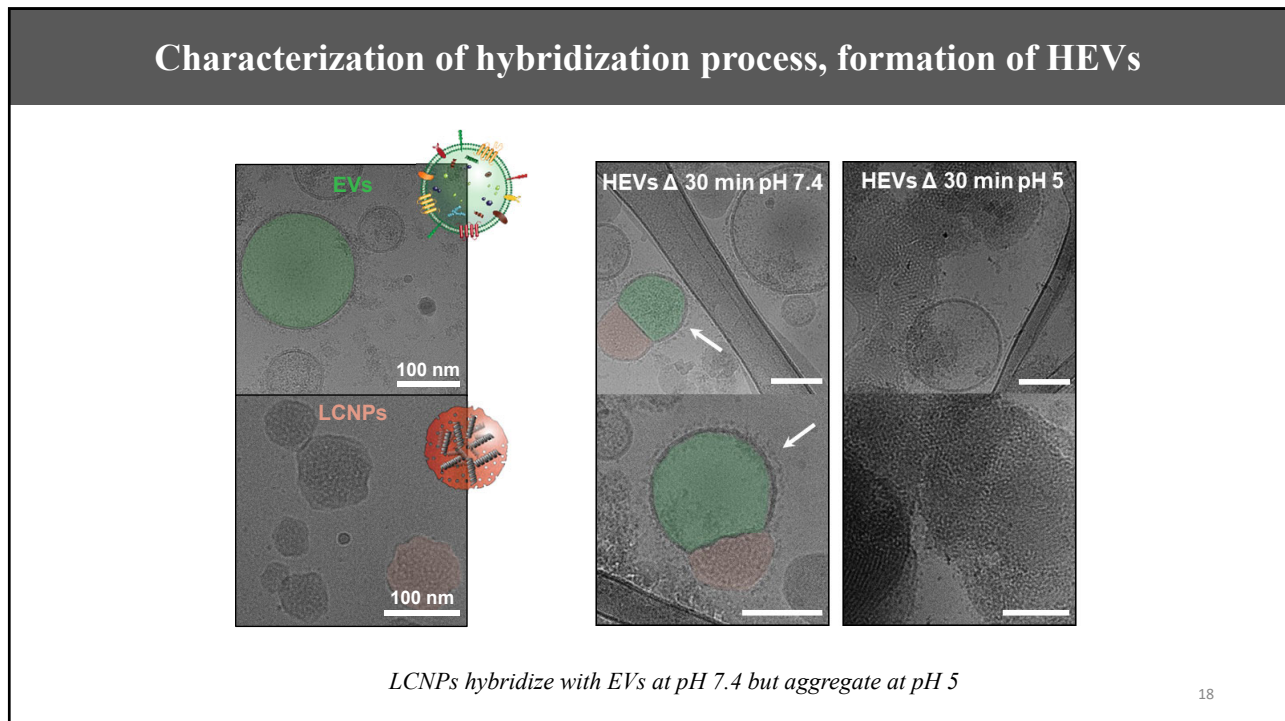 Characterization of hybridization process, formation of HEVs
EVs
100 nm
LCNPs
100 nm
HEVs Δ 30 min pH 7.4
HEVs Δ 30 min pH 5
LCNPs hybridize with EVs at pH 7.4 but aggregate at pH 5
18